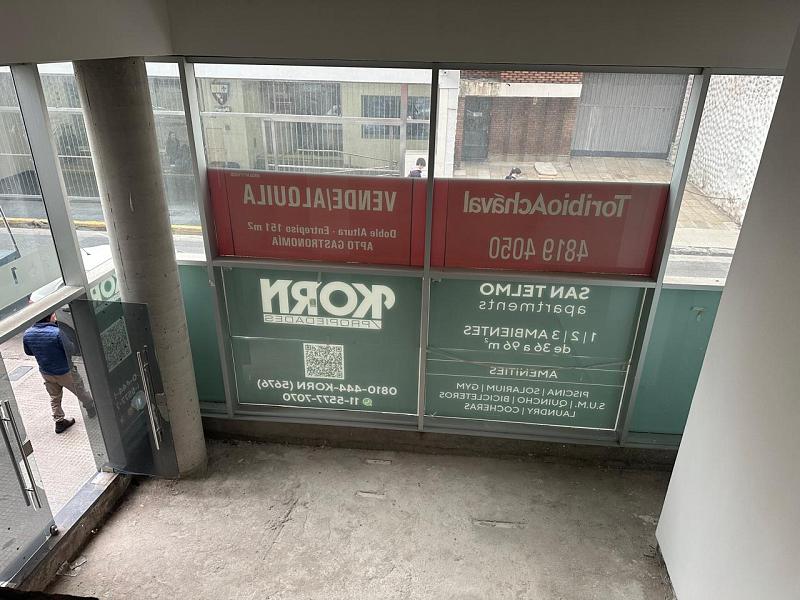 VENDE/ALQUILA
Doble Altura - Entrepiso 151 m2
APTO GASTRONOMÍA
ToribioAchával
4819 4050
KORN
PROPIEDADES
0810-444-KORN (5676)
11-5577-7070
SAN TELMO
apartments
1 | 2 | 3 AMBIENTES
de 36 a 96 m²
AMENITIES
PISCINA | SOLARIUM | GYM
S.U.M. | QUINCHO | BICICLETEROS
LAUNDRY | COCHERAS